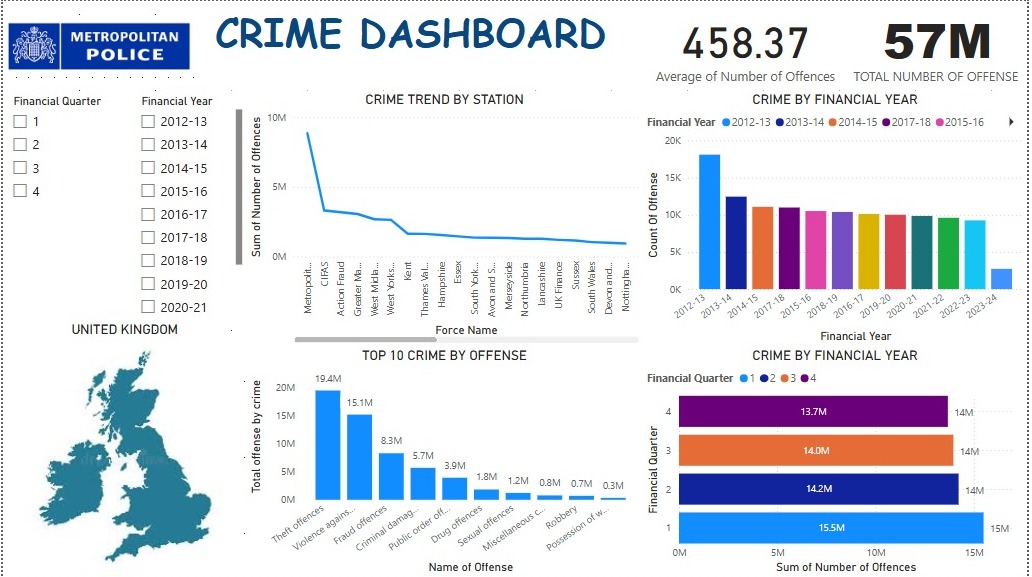 METROPOLITAN
POLICE
CRIME DASHBOARD
458.37
Average of Number of Offences
57M
TOTAL NUMBER OF OFFENSE
Financial Quarter
1
2
3
4
Financial Year
2012-13
2013-14
2014-15
2015-16
2016-17
2017-18
2018-19
2019-20
2020-21
CRIME TREND BY STATION
Sum of Number of Offences
10M
5M
0M
Metropolit...
CIFAS
Action Fraud
Greater Ma...
West Midla...
West Yorks...
Kent
Thames Val...
Hampshire
Essex
South York...
Avon and S...
Merseyside
Northumbria
Lancashire
UK Finance
Sussex
South Wales
Devon and...
Nottingha...
Force Name
CRIME BY FINANCIAL YEAR
Financial Year 2012-13 2013-14 2014-15 2017-18 2015-16
Count Of Offense
20K
15K
10K
5K
0K
2012-13
2013-14
2014-15
2017-18
2015-16
2018-19
2016-17
2019-20
2020-21
2021-22
2022-23
2023-24
Financial Year
UNITED KINGDOM
TOP 10 CRIME BY OFFENSE
Total offense by crime
20M
15M
10M
5M
0M
19.4M
15.1M
8.3M
5.7M
3.9M
1.8M
1.2M
0.8M
0.7M
0.3M
Theft offences
Violence agains...
Fraud offences
Criminal damag...
Public order off...
Drug offences
Sexual offences
Miscellaneous c...
Robbery
Possession of w...
Name of Offense
CRIME BY FINANCIAL YEAR
Financial Quarter 1 2 3 4
Financial Quarter
4 13.7M 14M
3 14.0M 14M
2 14.2M 14M
1 15.5M 15M
0M 5M 10M 15M
Sum of Number of Offences